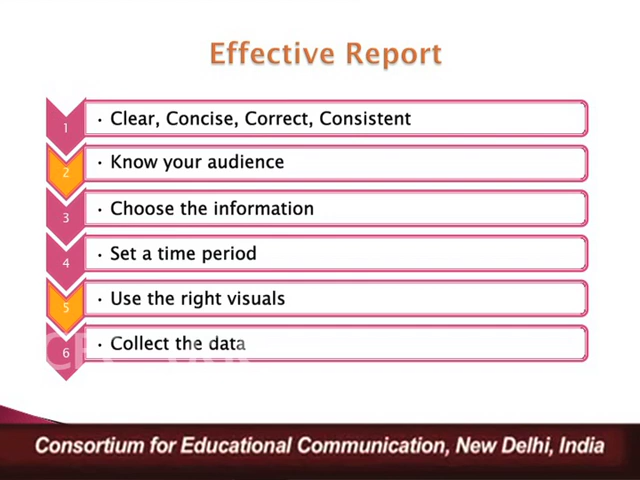 Effective Report
1 • Clear, Concise, Correct, Consistent
2 • Know your audience
3 • Choose the information
4 • Set a time period
5 • Use the right visuals
6 • Collect the data
Consortium for Educational Communication, New Delhi, India